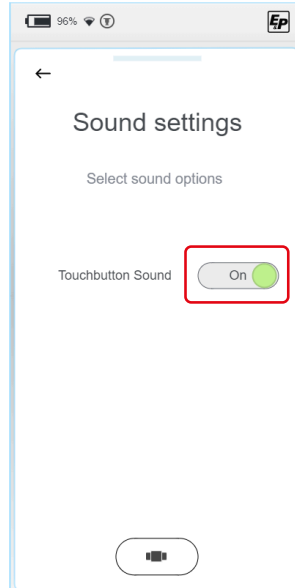 96% T EP
Sound settings
Select sound options
Touchbutton Sound On